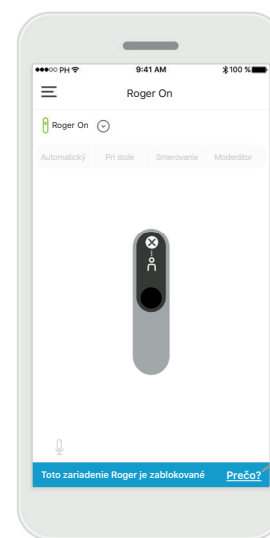 PH 9:41 AM 100 %
Roger On
Roger On
Automatický Pri stole Smerovanie Moderátor
Toto zariadenie Roger je zablokované Prečo?